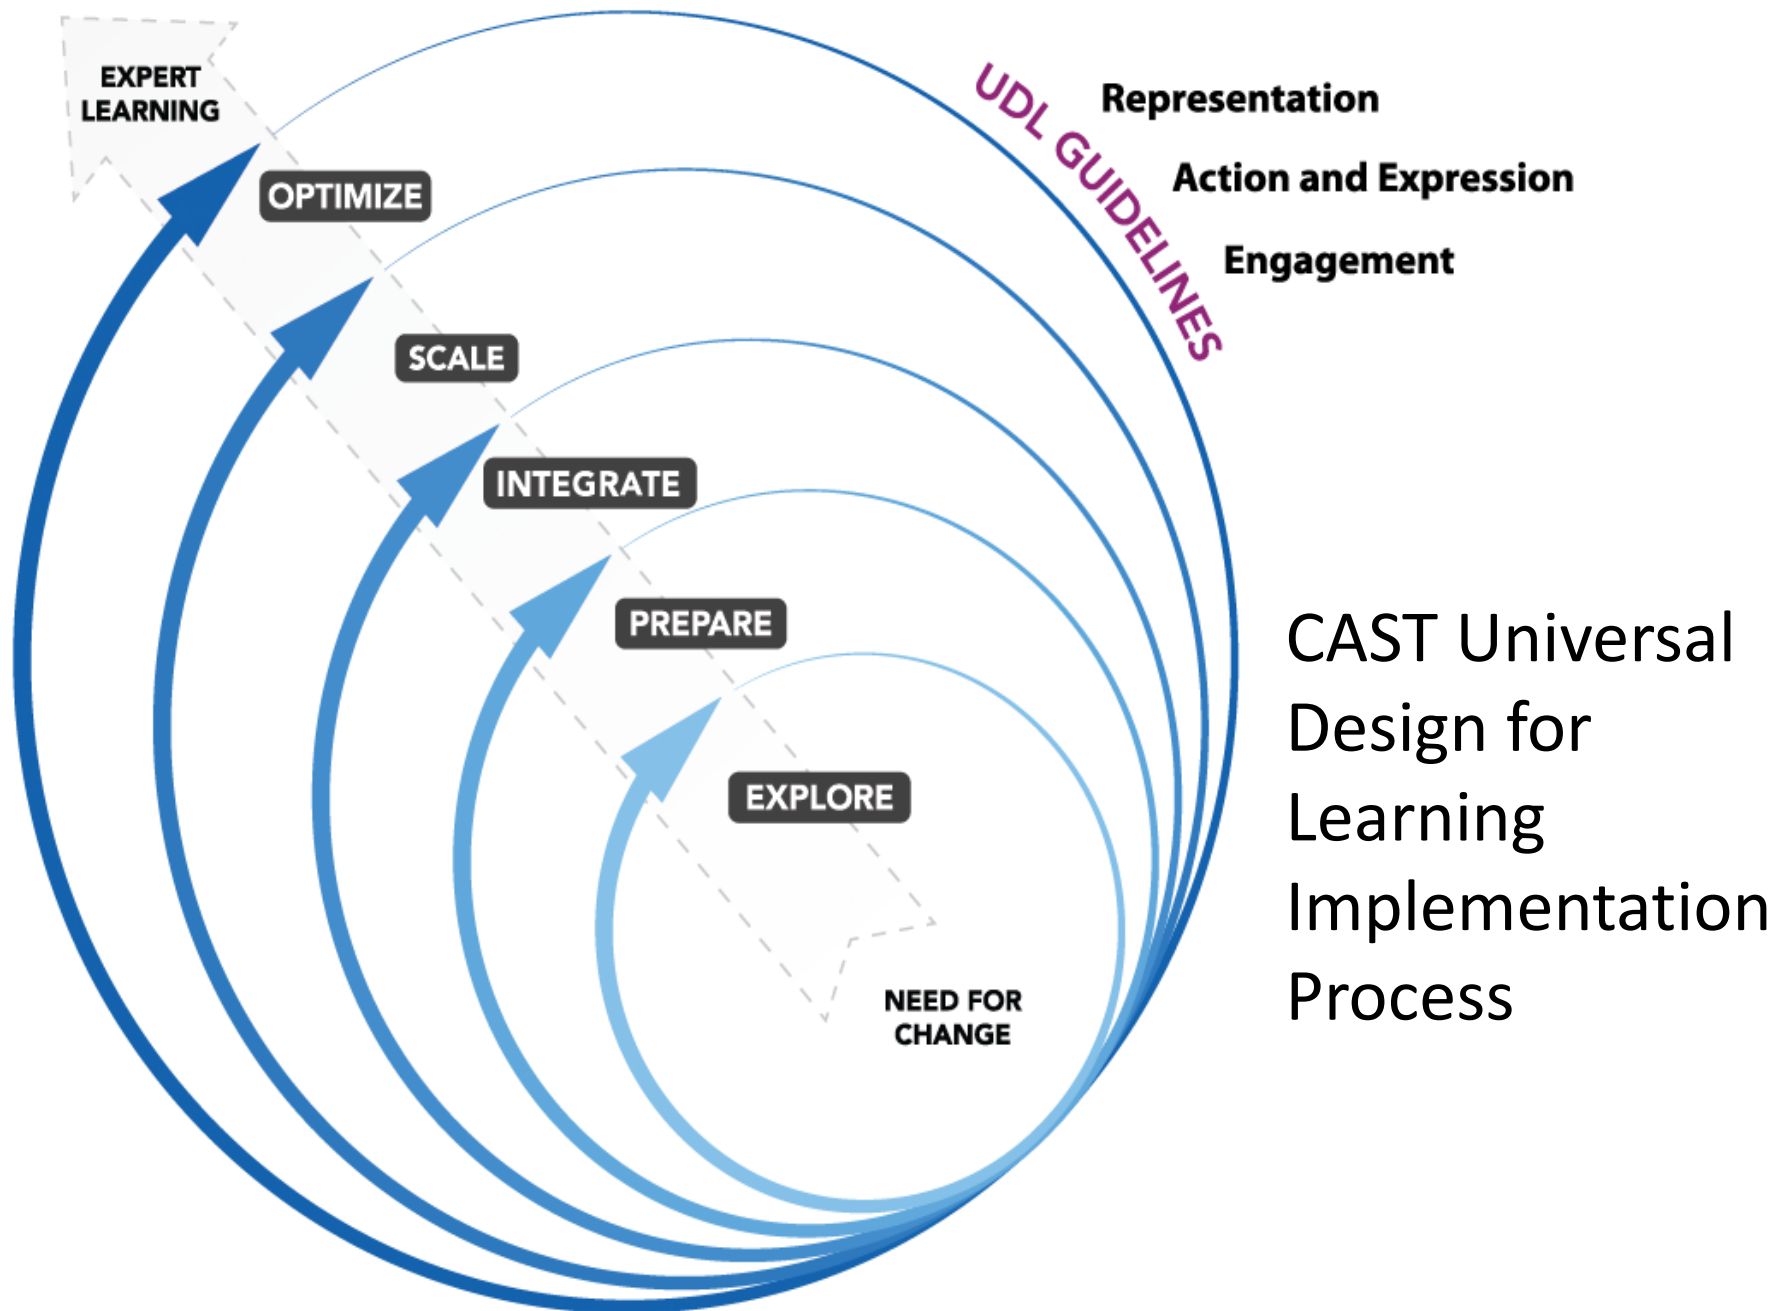 EXPERT
LEARNING
OPTIMIZE
SCALE
INTEGRATE
PREPARE
EXPLORE
NEED FOR
CHANGE
UDL GUIDELINES
Representation
Action and Expression
Engagement
CAST Universal
Design for
Learning
Implementation
Process